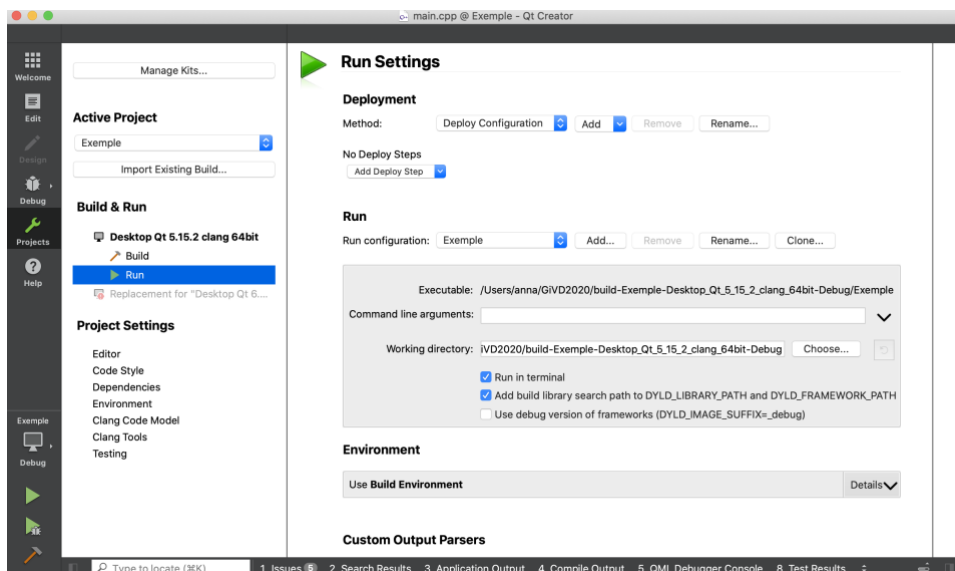 main.cpp @ Exemple - Qt Creator
Welcome
Edit
Design
Debug
Projects
Help
Exemple
Debug
Manage Kits...
Active Project
Exemple
Import Existing Build...
Build & Run
Desktop Qt 5.15.2 clang 64bit
Build
Run
Replacement for "Desktop Qt 6....
Project Settings
Editor
Code Style
Dependencies
Environment
Clang Code Model
Clang Tools
Testing
Run Settings
Deployment
Method: Deploy Configuration Add Remove Rename...
No Deploy Steps
Add Deploy Step
Run
Run configuration: Exemple Add... Remove Rename... Clone...
Executable: /Users/anna/GiVD2020/build-Exemple-Desktop_Qt_5_15_2_clang_64bit-Debug/Exemple
Command line arguments:
Working directory: iVD2020/build-Exemple-Desktop_Qt_5_15_2_clang_64bit-Debug Choose...
Run in terminal
Add build library search path to DYLD_LIBRARY_PATH and DYLD_FRAMEWORK_PATH
Use debug version of frameworks (DYLD_IMAGE_SUFFIX=_debug)
Environment
Use Build Environment Details
Custom Output Parsers
Type to locate (⌘K) 1 Issues 5 2 Search Results 3 Application Output 4 Compile Output 5 QML Debugger Console 8 Test Results